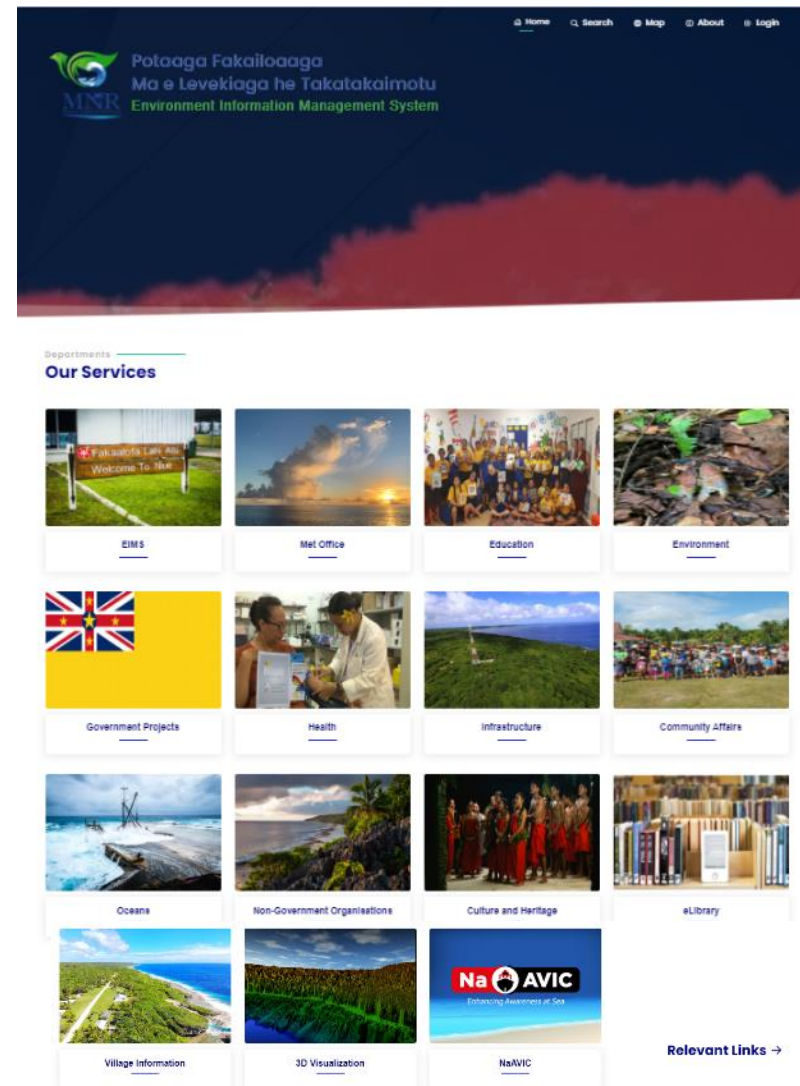 Home Search Map About Login
Potaaga Fakailoaaga
Ma e Levekiaga he Takatakaimotu
MNR Environment Information Management System
Departments
Our Services
Fakaalofa Lahi Atu
Welcome To Niue
EIMS Met Office Education Environment
Government Projects Health Infrastructure Community Affairs
Oceans Non-Government Organisations Culture and Heritage eLibrary
Na AVIC
Enhancing Awareness at Sea
Relevant Links →
Village Information 3D Visualization NaAVIC